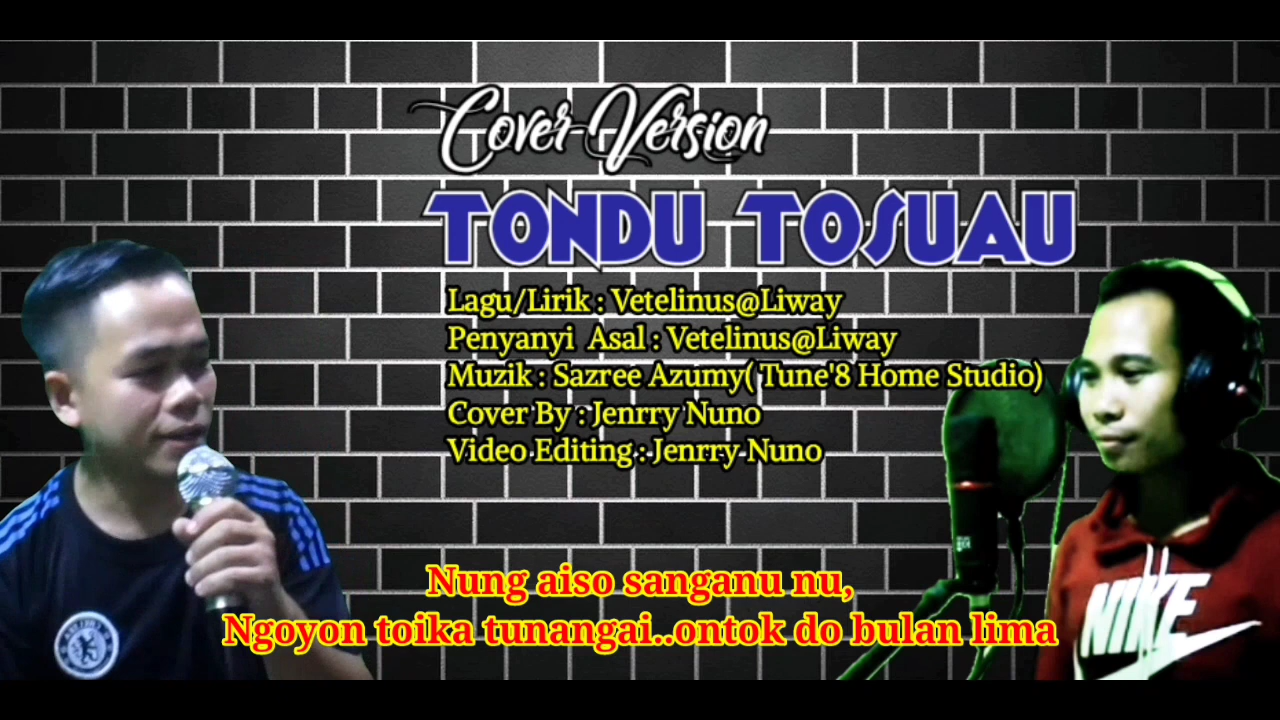 Cover Version
TONDU TOSUAU
Lagu/Lirik : Vetelinus@Liway
Penyanyi Asal : Vetelinus@Liway
Muzik : Sazree Azumy( Tune'8 Home Studio)
Cover By : Jenrry Nuno
Video Editing : Jenrry Nuno
NIKE
Nung aiso sanganu nu,
Ngoyon toika tunangai..ontok do bulan lima